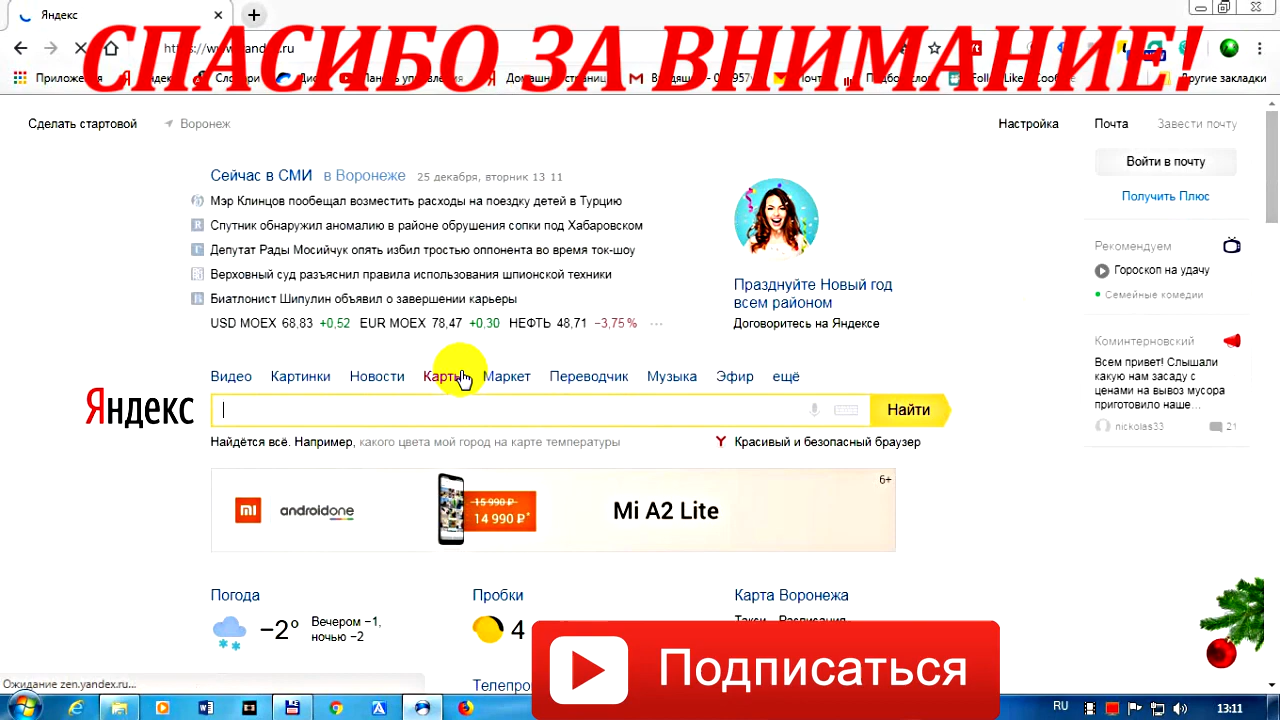 Яндекс
СПАСИБО ЗА ВНИМАНИЕ!
Другие закладки
Сделать стартовой
Воронеж
Настройка
Почта
Завести почту
Войти в почту
Получить Плюс
Сейчас в СМИ в Воронеже 25 декабря, вторник 13 11
Мэр Клинцов пообещал возместить расходы на поездку детей в Турцию
Спутник обнаружил аномалию в районе обрушения сопки под Хабаровском
Депутат Рады Мосийчук опять избил тростью оппонента во время ток-шоу
Верховный суд разъяснил правила использования шпионской техники
Биатлонист Шипулин объявил о завершении карьеры
USD MOEX 68,83 +0,52 EUR MOEX 78,47 +0,30 НЕФТЬ 48,71 −3,75 % ···
Празднуйте Новый год
всем районом
Договоритесь на Яндексе
Рекомендуем
Гороскоп на удачу
Семейные комедии
Коминтерновский
Всем привет! Слышали
какую нам засаду с
ценами на вывоз мусора
приготовило наше...
nickolas33 21
Видео Картинки Новости Карты Маркет Переводчик Музыка Эфир ещё
Яндекс
Найти
Найдётся всё. Например, какого цвета мой город на карте температуры
Красивый и безопасный браузер
androidone
15 990 ₽
14 990 ₽*
Mi A2 Lite
6+
Погода
−2°
Вечером −1,
ночью −2
Пробки
4
Карта Воронежа
Подписаться
Ожидание zen.yandex.ru...
RU
13:11